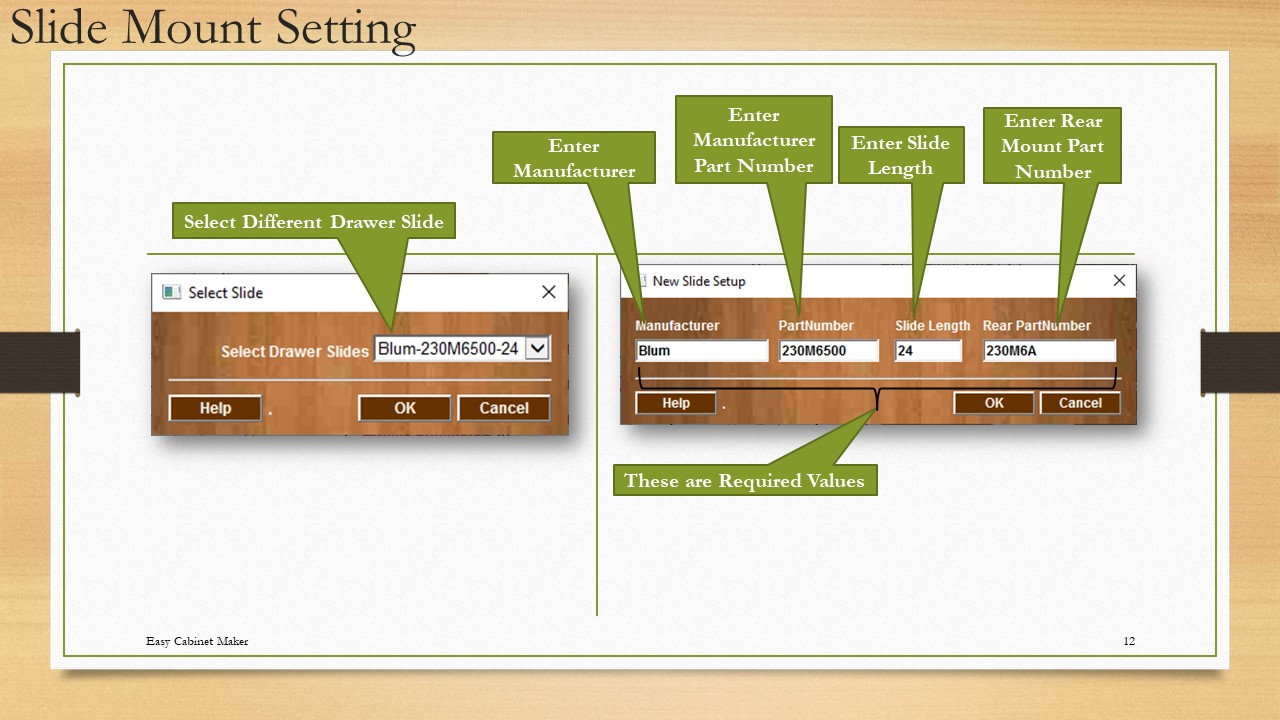 Slide Mount Setting
Select Different Drawer Slide
Enter
Manufacturer
Enter
Manufacturer
Part Number
Enter Slide
Length
Enter Rear
Mount Part
Number
Select Slide
Select Drawer Slides Blum-230M6500-24
Help . OK Cancel
New Slide Setup
Manufacturer PartNumber Slide Length Rear PartNumber
Blum 230M6500 24 230M6A
Help . OK Cancel
These are Required Values
Easy Cabinet Maker 12